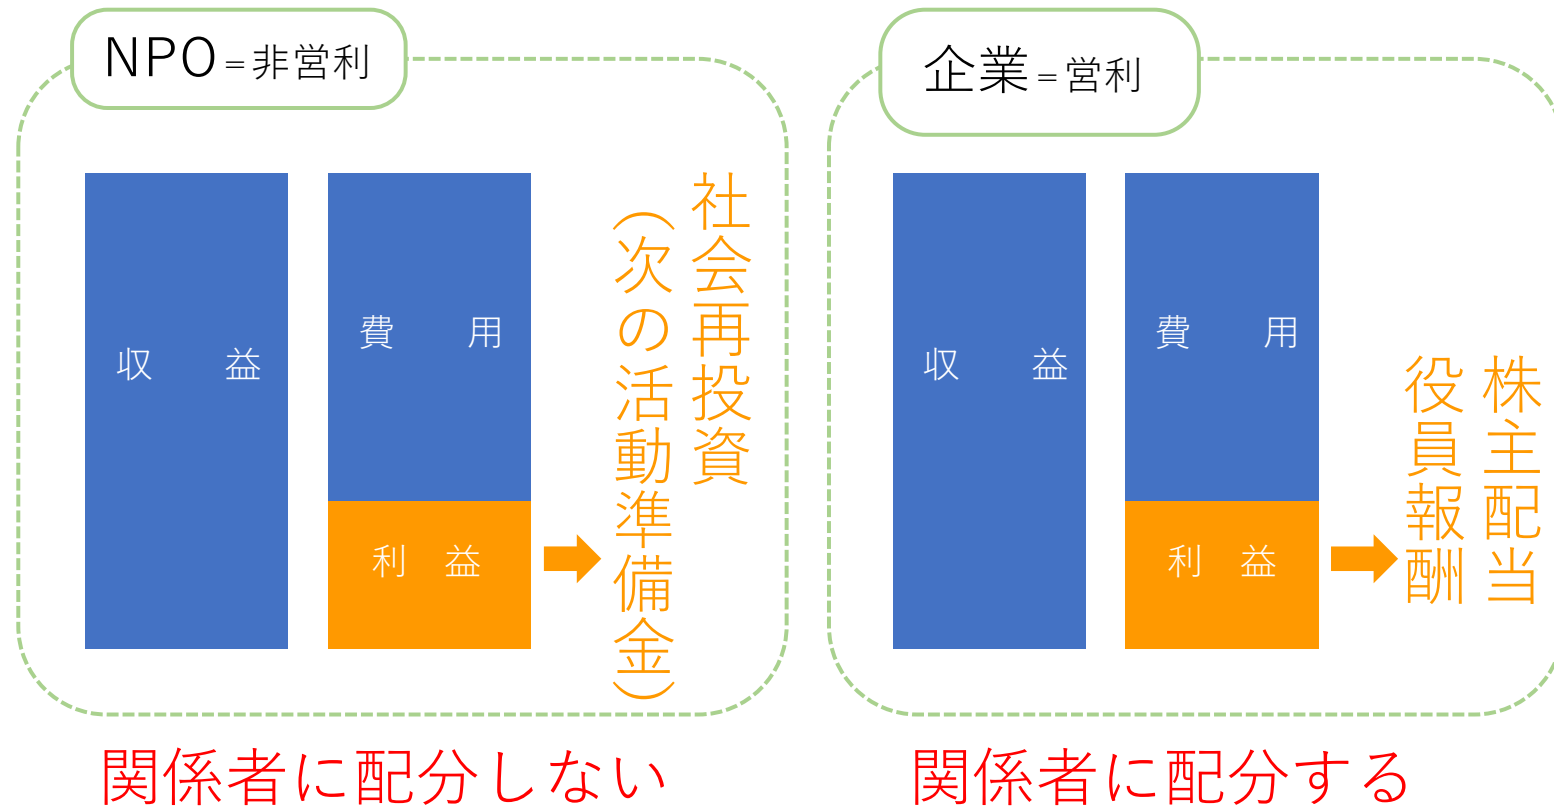 NPO=非営利
収　益
費　用
利　益
社会再投資
（次の活動準備金）
関係者に配分しない
企業=営利
収　益
費　用
利　益
株主配当
役員報酬
関係者に配分する